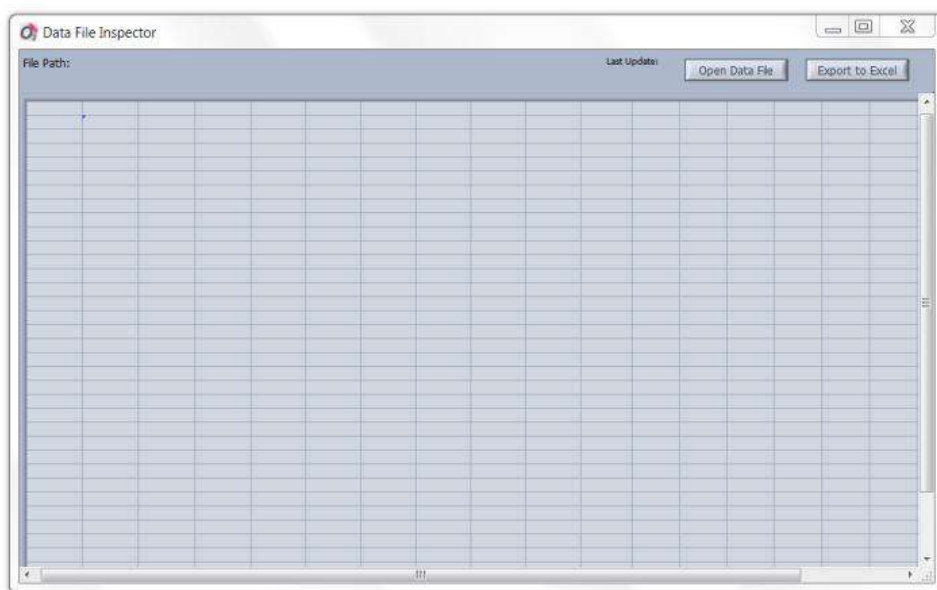 Data File Inspector
File Path:
Last Update:
Open Data File
Export to Excel